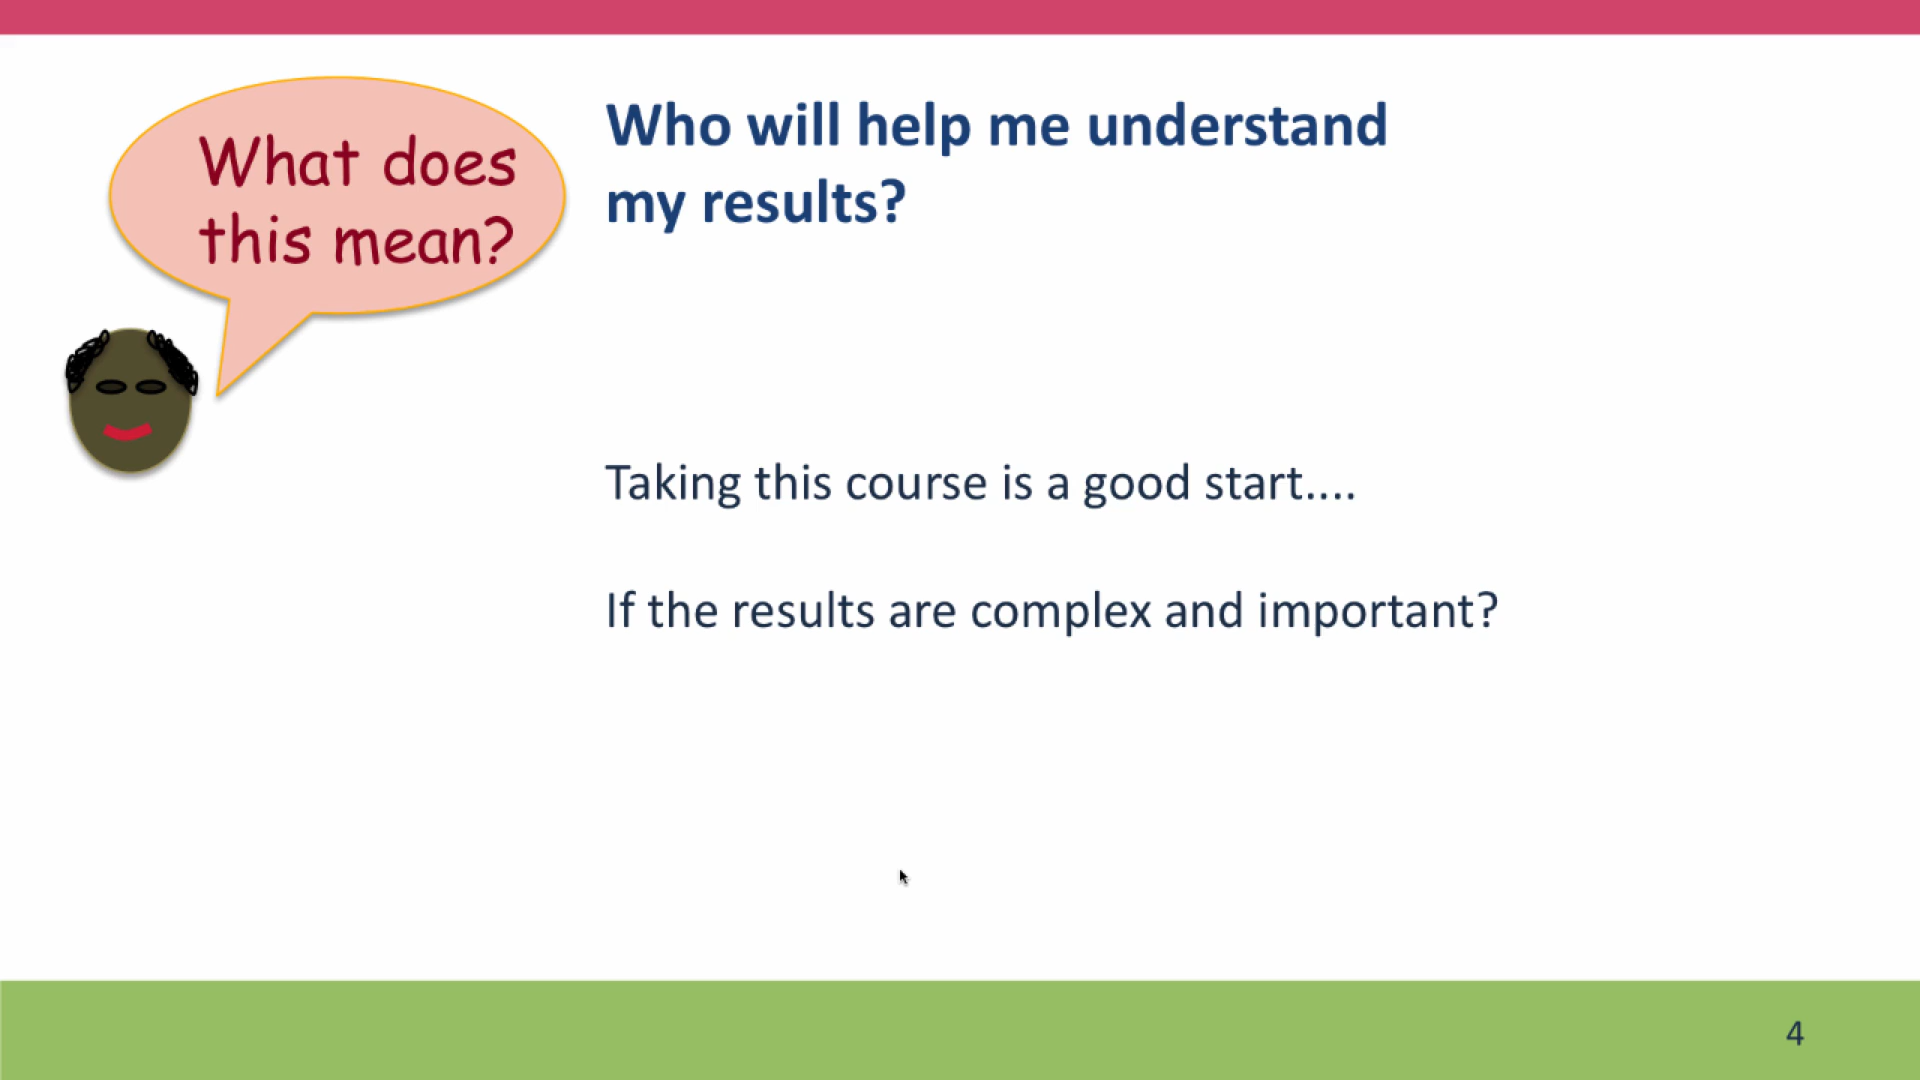 What does
this mean?
Who will help me understand
my results?
Taking this course is a good start....
If the results are complex and important?
4